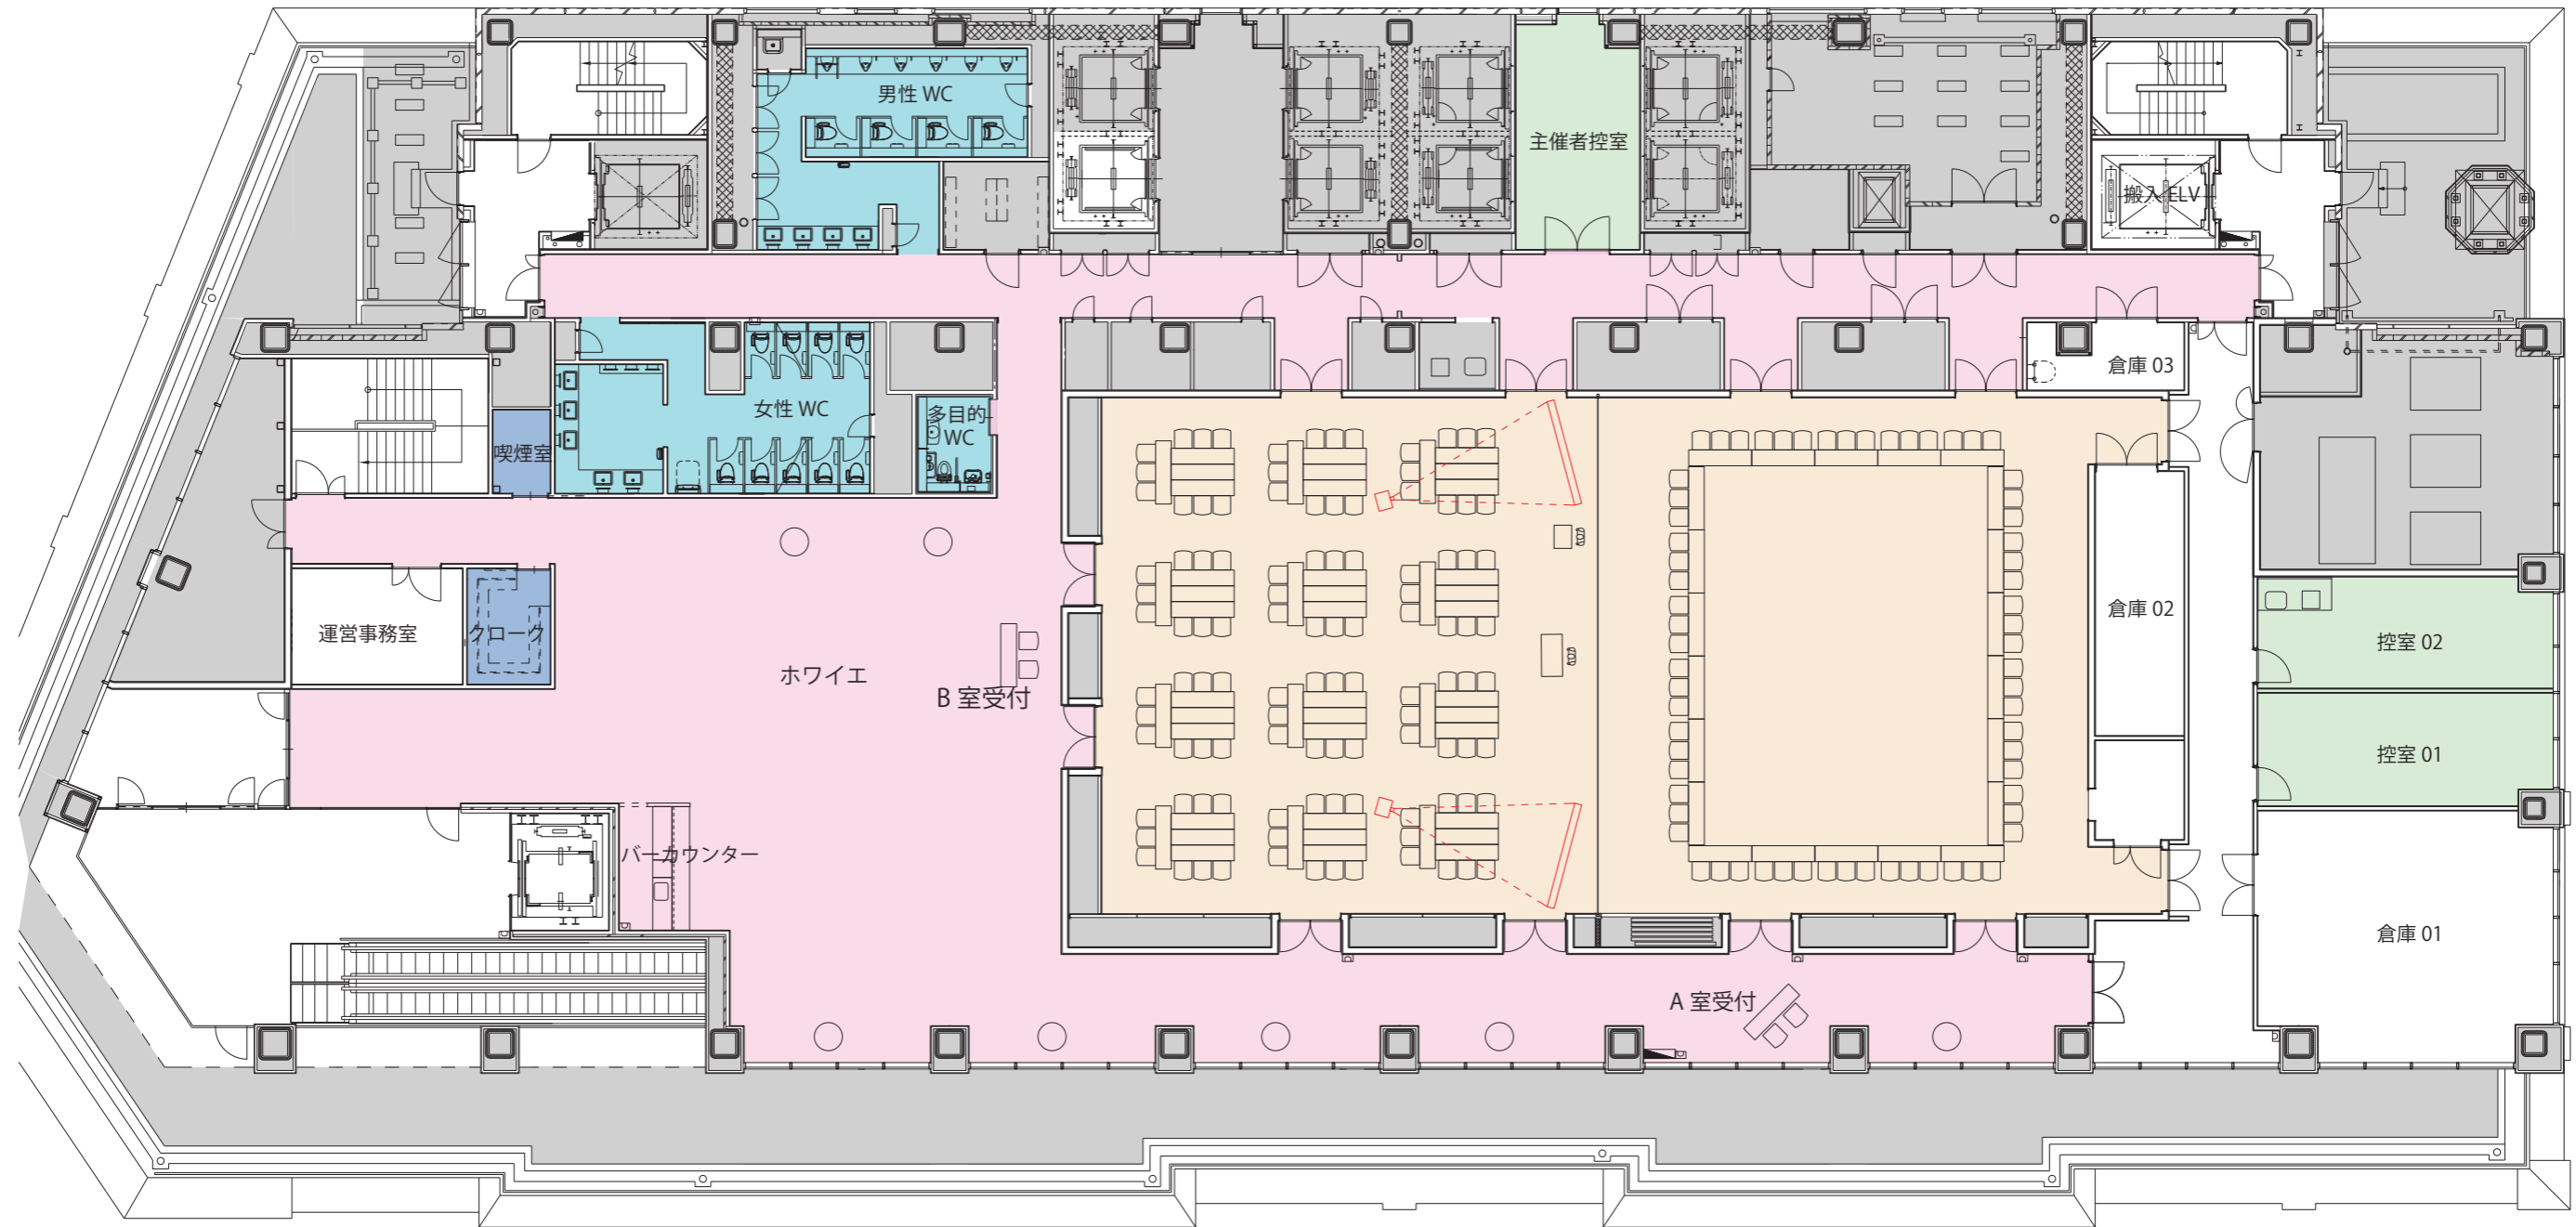 男性 WC
主催者控室
搬入 ELV
倉庫 03
女性 WC
多目的
WC
喫煙室
倉庫 02
運営事務室
クローク
控室 02
ホワイエ
B 室受付
控室 01
バーカウンター
倉庫 01
A 室受付